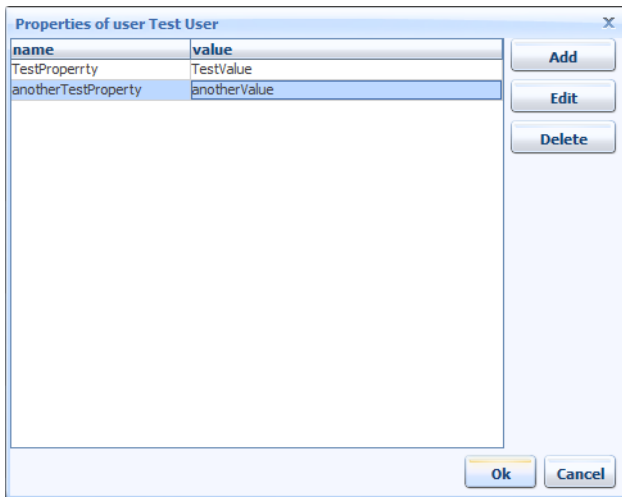 Properties of user Test User
x
name value
TestProperrty TestValue
anotherTestProperty anotherValue
Add
Edit
Delete
Ok Cancel